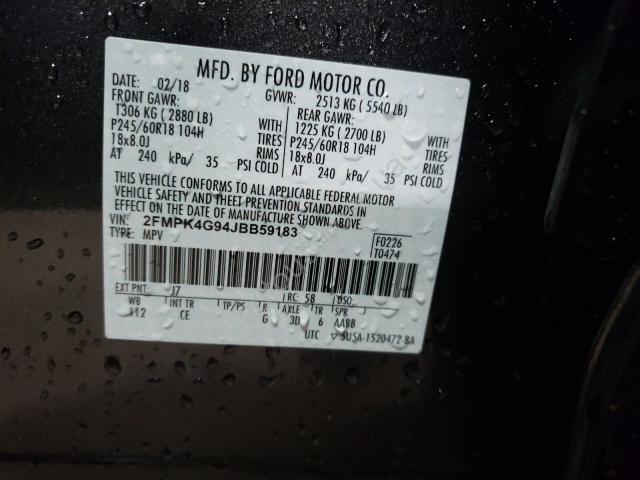 MFD. BY FORD MOTOR CO.
DATE: 02/18 GVWR: 2513 KG ( 5540 LB)
FRONT GAWR: REAR GAWR:
1306 KG ( 2880 LB) WITH 1225 KG ( 2700 LB) WITH
P245/60R18 104H TIRES P245/60R18 104H TIRES
18x8.0J RIMS 18x8.0J RIMS
AT 240 kPa/ 35 PSI COLD AT 240 kPa/ 35 PSI COLD
THIS VEHICLE CONFORMS TO ALL APPLICABLE FEDERAL MOTOR
VEHICLE SAFETY AND THEFT PREVENTION STANDARDS IN
EFFECT ON THE DATE OF MANUFACTURE SHOWN ABOVE.
VIN: 2FMPK4G94JBB59183 F0226
TYPE: MPV T0474
EXT PNT: J7 RC: 58 DSO:
WB INT TR TP/PS R AXLE TR SPR
112 CE G 3D 6 AABB
UTC ▽ 5U5A-1520472-BA